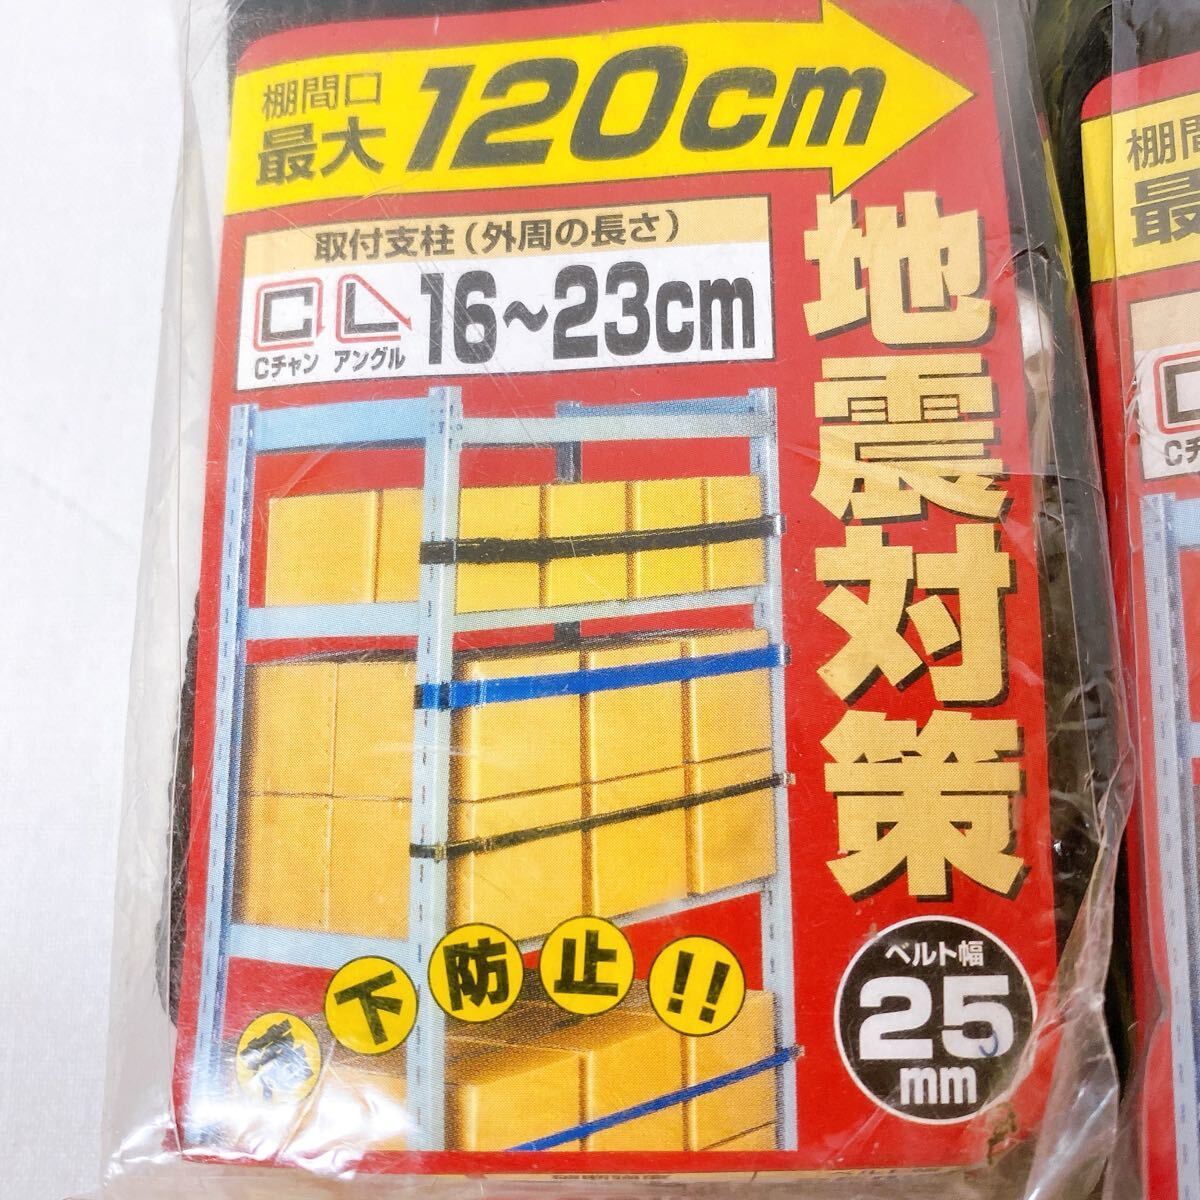 棚間口
最大 120cm
取付支柱(外周の長さ)
Cチャン アングル 16～23cm
地震対策
下防止!!
ベルト幅
25
mm
棚間
最
Cチ